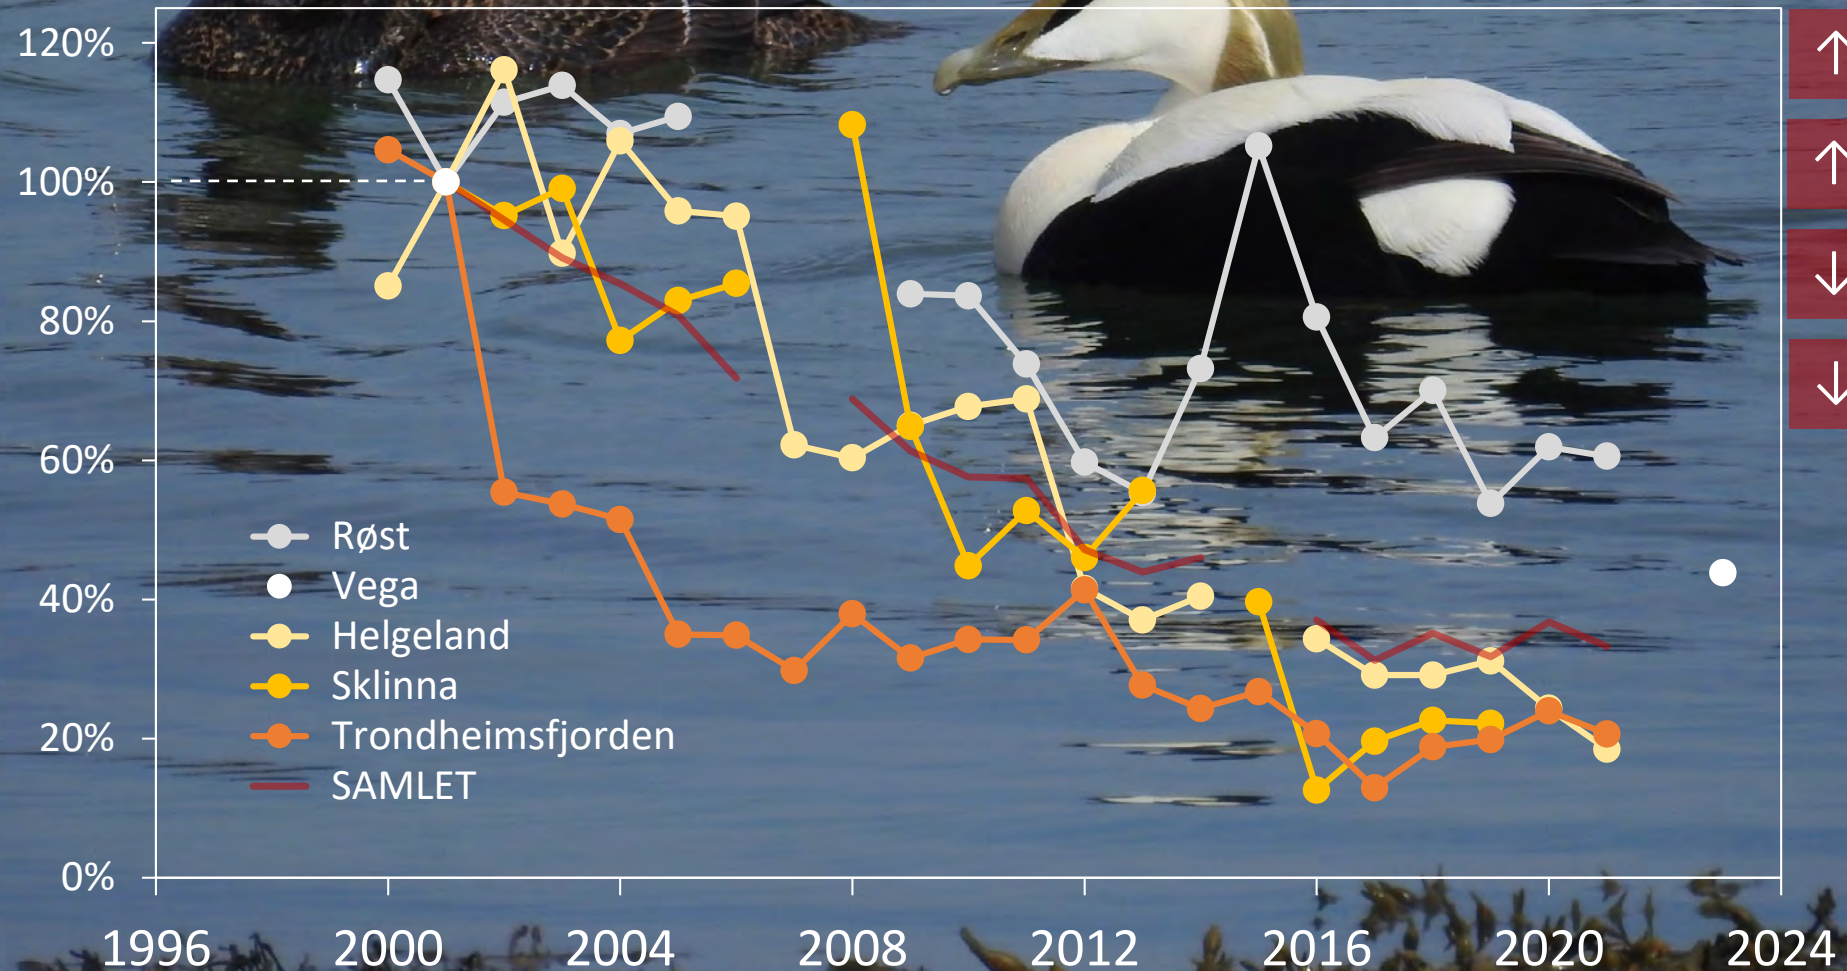 120%
100%
80%
60%
40%
20%
0%
Røst
Vega
Helgeland
Sklinna
Trondheimsfjorden
SAMLET
1996 2000 2004 2008 2012 2016 2020 2024